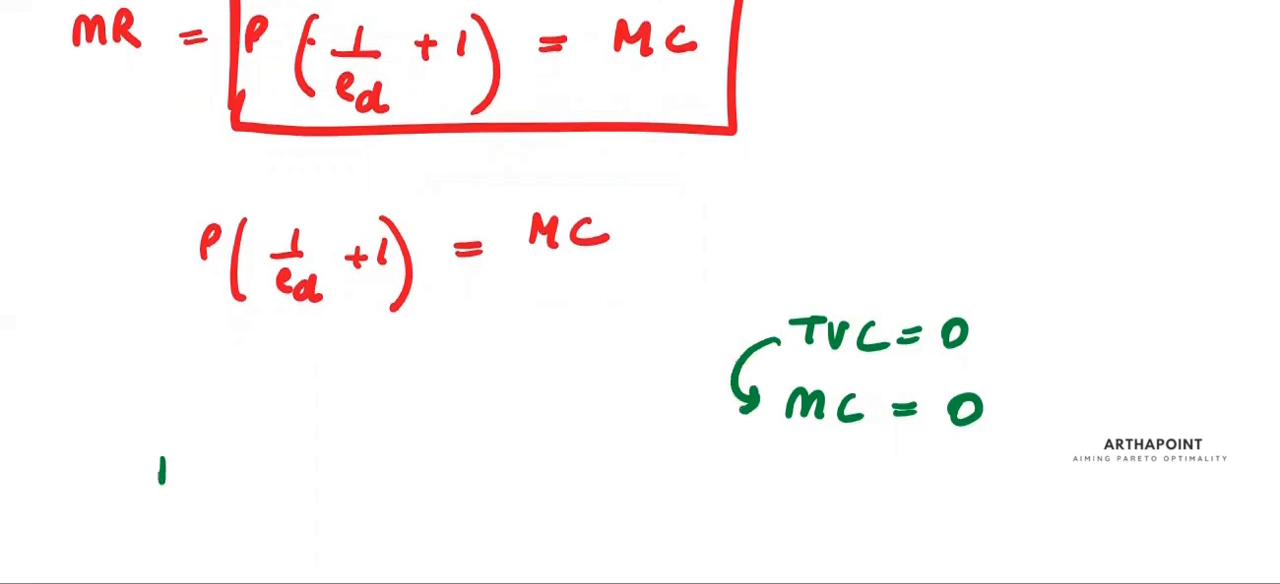 MR = P (1/ed + 1) = MC
P (1/ed + 1) = MC
TVC = 0
MC = 0
ARTHAPOINT
AIMING PARETO OPTIMALITY